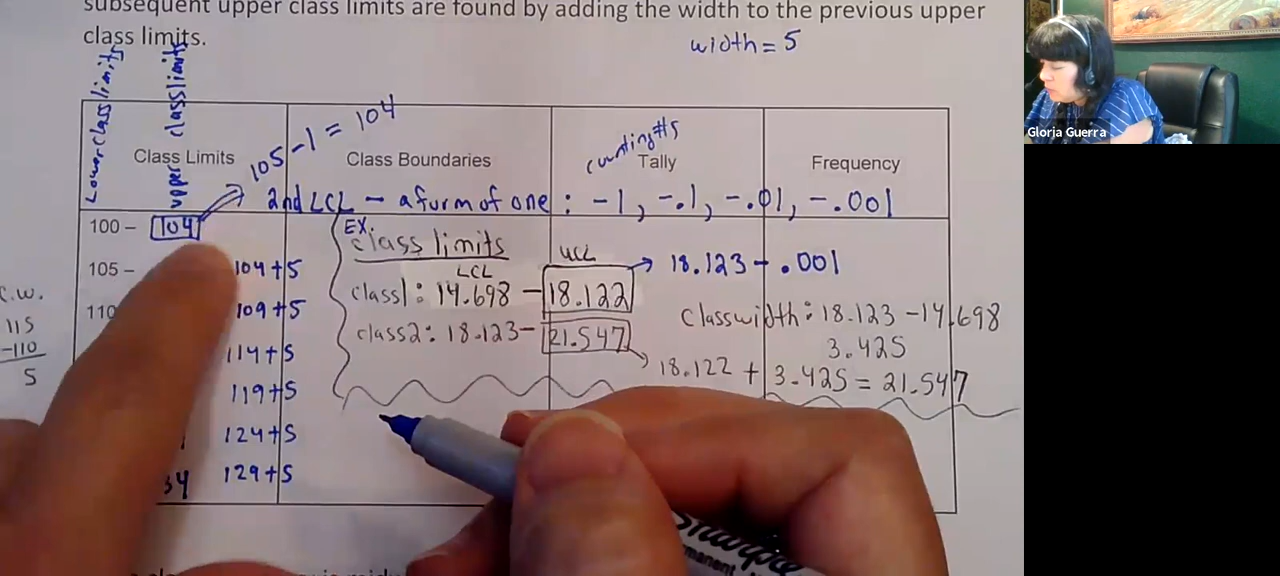 subsequent upper class limits are found by adding the width to the previous upper
class limits.
width = 5
Lower class limits
upper class limits
105 - 1 = 104
counting #s
Class Limits
Class Boundaries
Tally
Frequency
2nd LCL - a form of one : -1, -.1, -.01, -.001
100 - 104
EX
class limits
LCL
UCL
class 1: 14.698 - 18.122
18.123 - .001
105 -
104+5
class 2: 18.123 - 21.547
class width: 18.123 - 14.698
3.425
18.122 + 3.425 = 21.547
110
109+5
114+5
119+5
124+5
34
129+5
C.W.
115
-110
5
Sharpie
Gloria Guerra